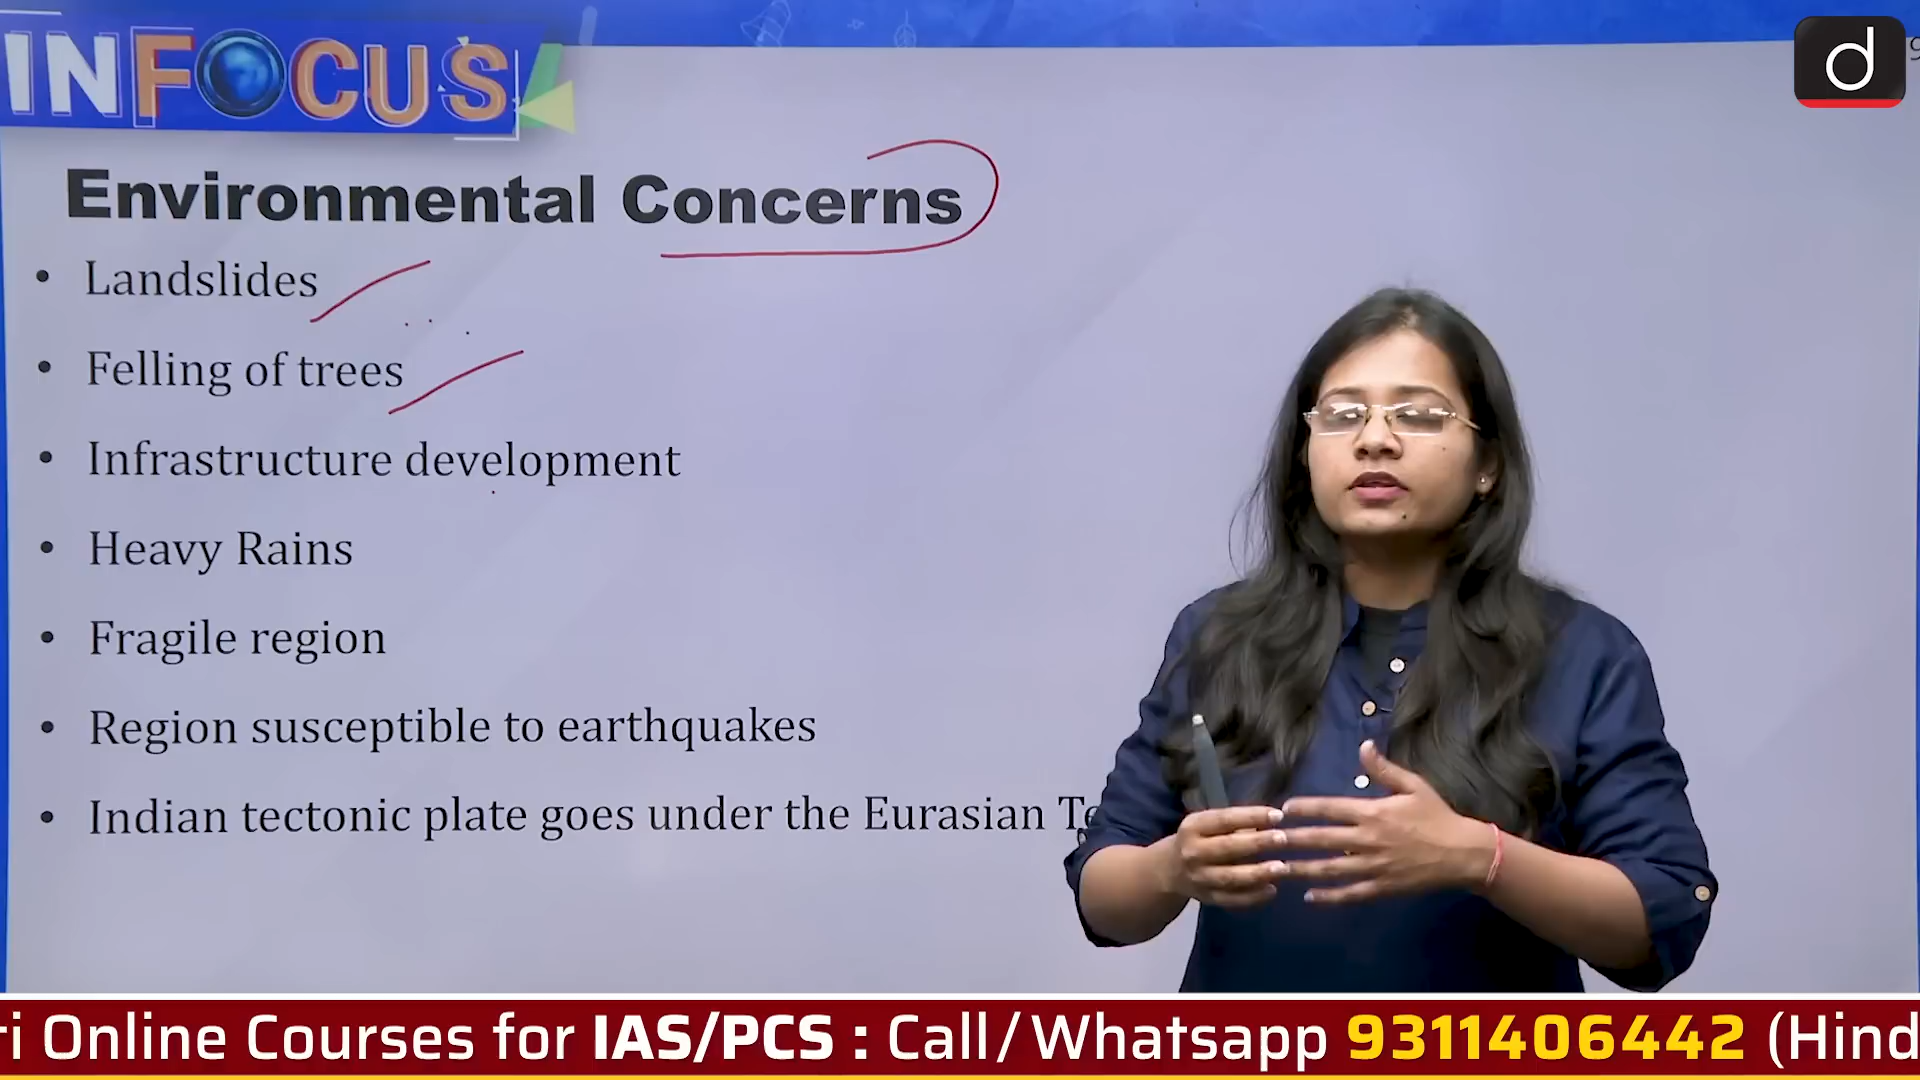 INFOCUS
d
Environmental Concerns
• Landslides
• Felling of trees
• Infrastructure development
• Heavy Rains
• Fragile region
• Region susceptible to earthquakes
• Indian tectonic plate goes under the Eurasian
Online Courses for IAS/PCS : Call/Whatsapp 9311406442